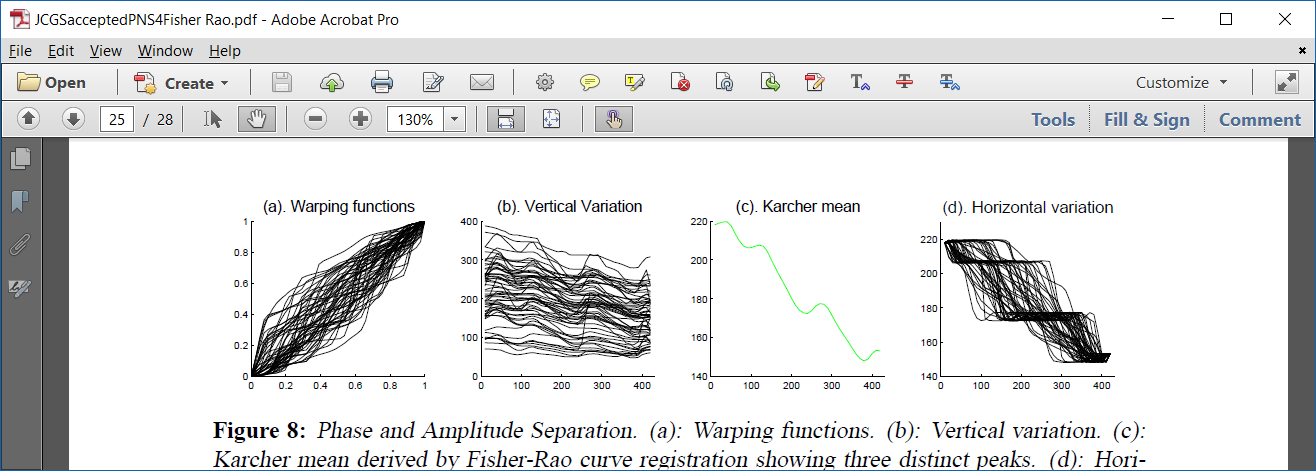 JCGSacceptedPNS4Fisher Rao.pdf - Adobe Acrobat Pro
File Edit View Window Help
Open Create Customize
25 / 28 130% Tools Fill & Sign Comment
(a). Warping functions (b). Vertical Variation (c). Karcher mean (d). Horizontal variation
1 400 220
220
0.8 300 200
200
0.6
200 180
0.4 180
100 160
0.2 160
0 0 140 140
0 0.2 0.4 0.6 0.8 1 0 100 200 300 400 0 100 200 300 400 0 100 200 300 400
Figure 8: Phase and Amplitude Separation. (a): Warping functions. (b): Vertical variation. (c):
Karcher mean derived by Fisher-Rao curve registration showing three distinct peaks. (d): Hori-